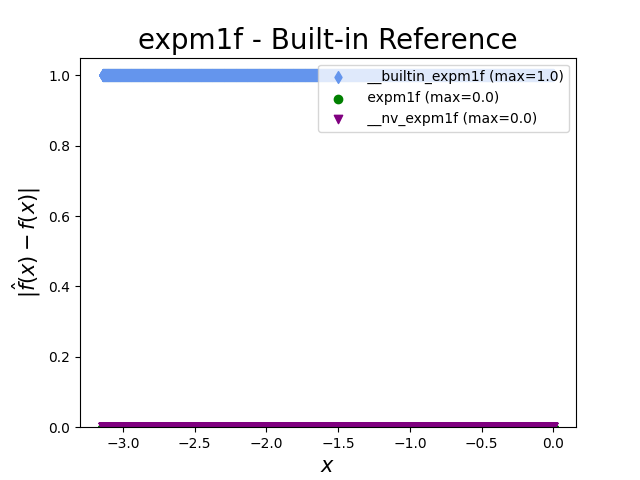 expm1f - Built-in Reference
1.0
0.8
0.6
0.4
0.2
0.0
|f̂(x) − f(x)|
__builtin_expm1f (max=1.0)
expm1f (max=0.0)
__nv_expm1f (max=0.0)
−3.0 −2.5 −2.0 −1.5 −1.0 −0.5 0.0
x